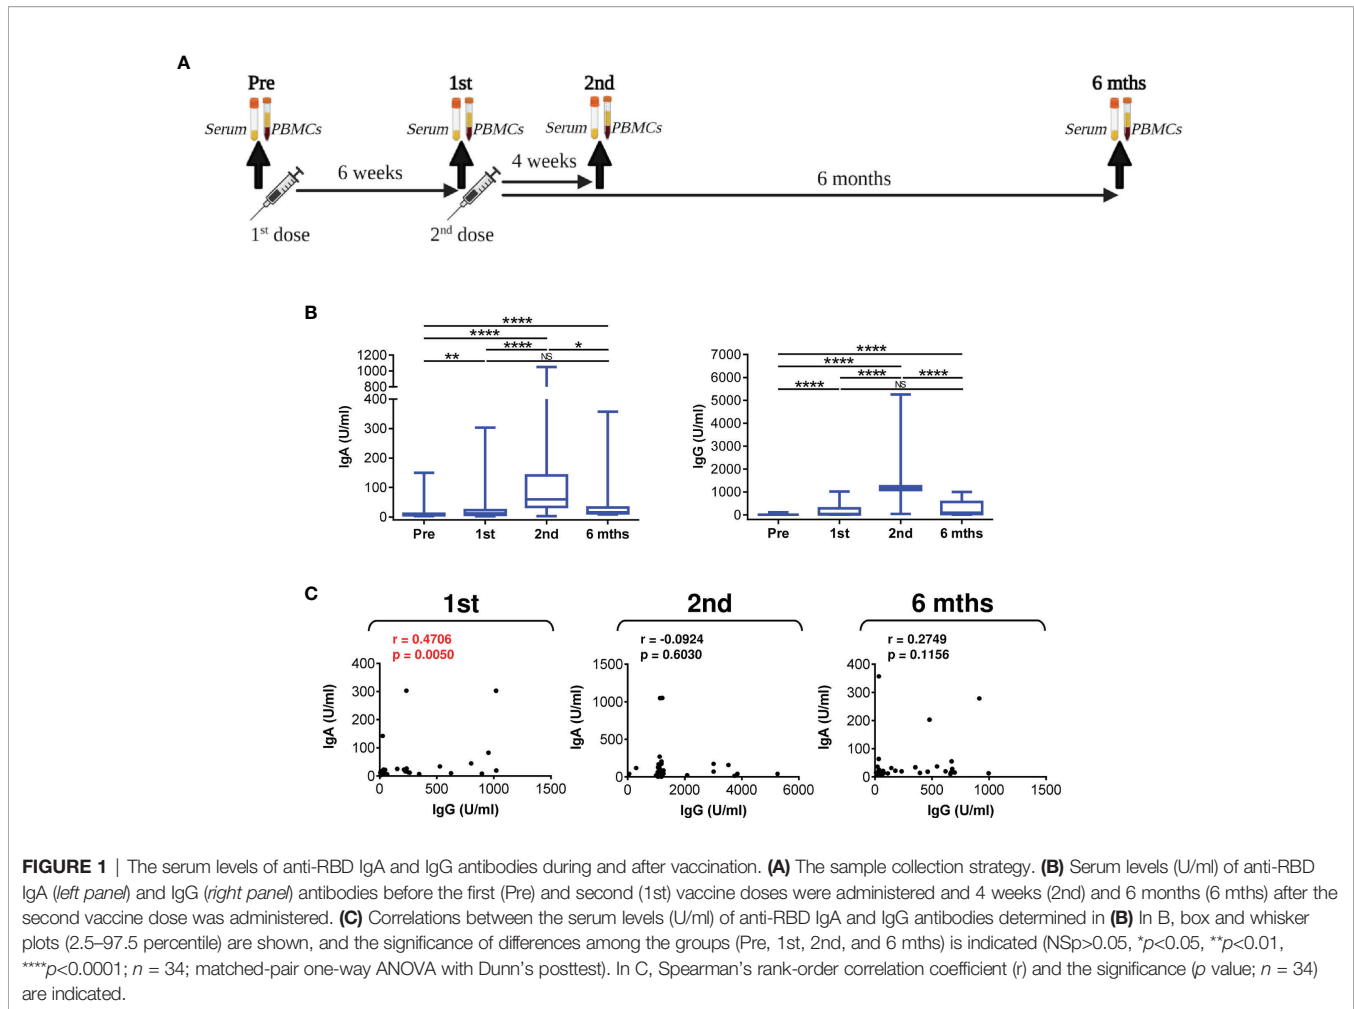 A
Pre 1st 2nd 6 mths
Serum PBMCs Serum PBMCs Serum PBMCs Serum PBMCs
6 weeks 4 weeks 6 months
1st dose 2nd dose
B
****
****
**** *
** NS
1200
1000
800
400
300
200
100
0
IgA (U/ml)
Pre 1st 2nd 6 mths
****
****
**** ****
**** NS
7000
6000
5000
4000
3000
2000
1000
0
IgG (U/ml)
Pre 1st 2nd 6 mths
C
1st
r = 0.4706
p = 0.0050
400
300
200
100
0
IgA (U/ml)
0 500 1000 1500
IgG (U/ml)
2nd
r = -0.0924
p = 0.6030
1500
1000
500
0
IgA (U/ml)
0 2000 4000 6000
IgG (U/ml)
6 mths
r = 0.2749
p = 0.1156
400
300
200
100
0
IgA (U/ml)
0 500 1000 1500
IgG (U/ml)
FIGURE 1 | The serum levels of anti-RBD IgA and IgG antibodies during and after vaccination. (A) The sample collection strategy. (B) Serum levels (U/ml) of anti-RBD
IgA (left panel) and IgG (right panel) antibodies before the first (Pre) and second (1st) vaccine doses were administered and 4 weeks (2nd) and 6 months (6 mths) after the
second vaccine dose was administered. (C) Correlations between the serum levels (U/ml) of anti-RBD IgA and IgG antibodies determined in (B) In B, box and whisker
plots (2.5–97.5 percentile) are shown, and the significance of differences among the groups (Pre, 1st, 2nd, and 6 mths) is indicated (NSp>0.05, *p<0.05, **p<0.01,
****p<0.0001; n = 34; matched-pair one-way ANOVA with Dunn's posttest). In C, Spearman's rank-order correlation coefficient (r) and the significance (p value; n = 34)
are indicated.